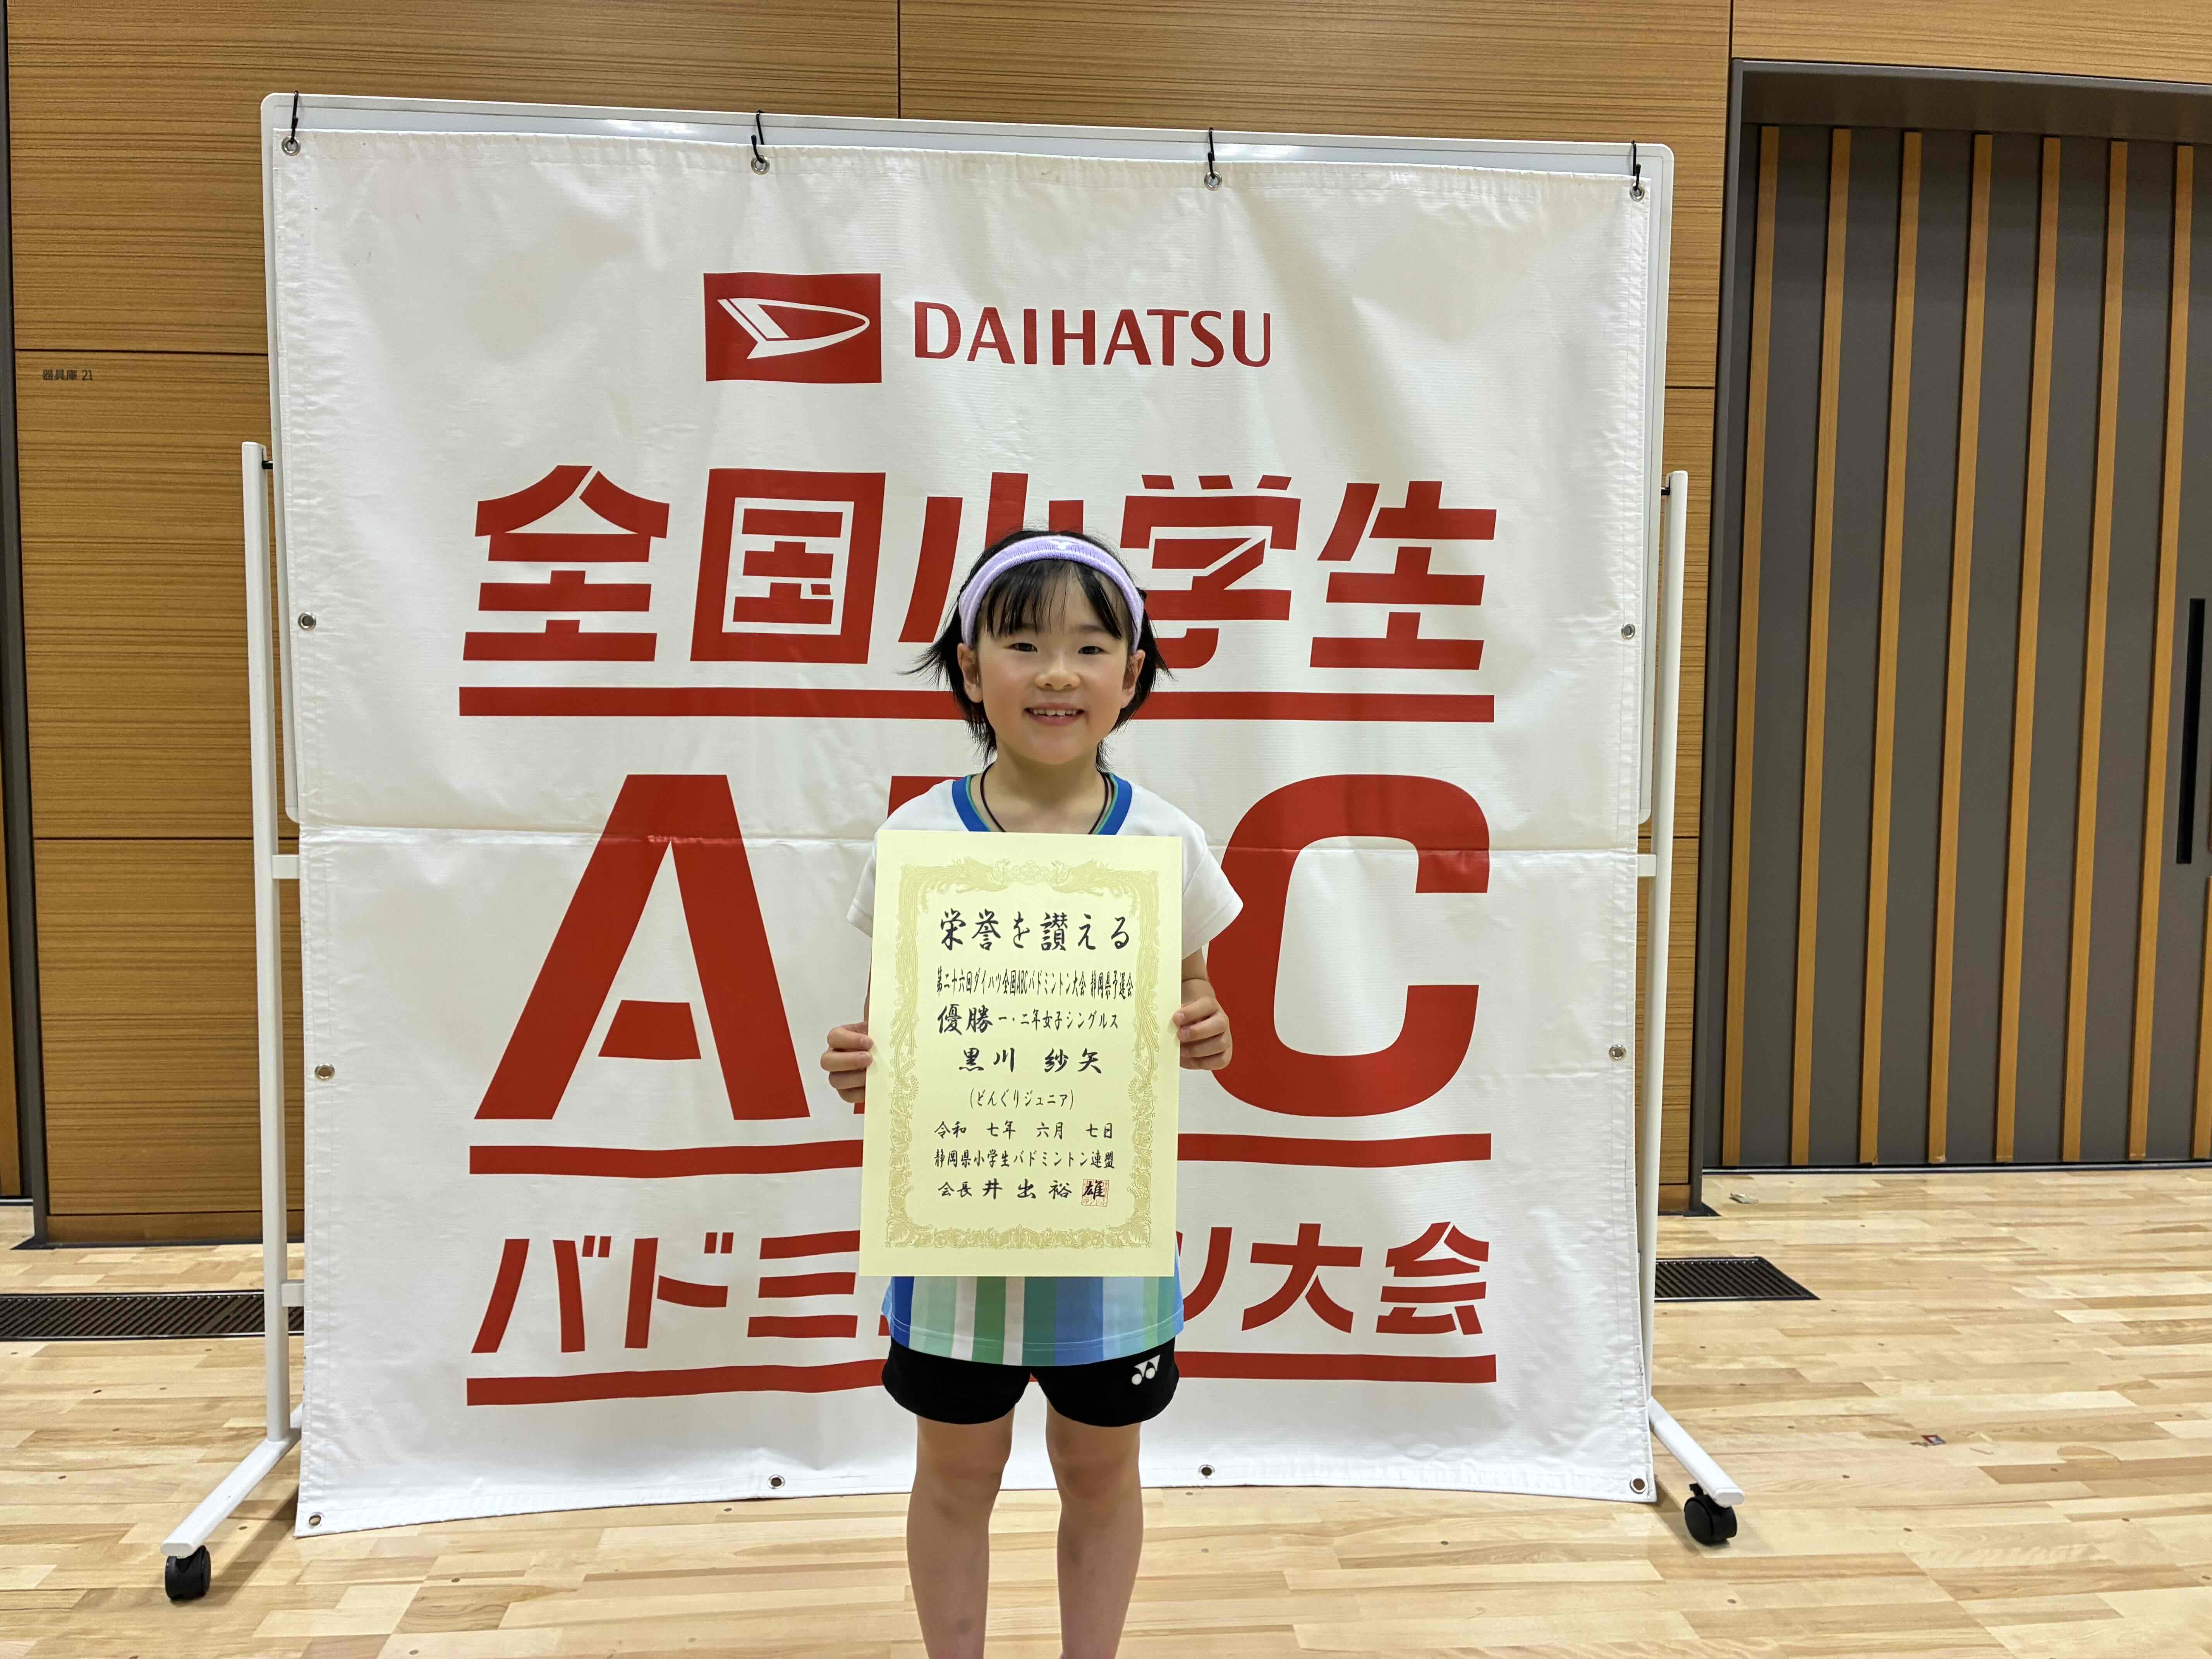 器具庫 21
DAIHATSU
全国小学生
A C
バドミ ン大会
栄誉を讃える
第二十六回ダイハツ全国ABCバドミントン大会 静岡県予選会
優勝 一・二年女子シングルス
黒川 紗矢
(どんぐりジュニア)
令和 七年 六月 七日
静岡県小学生バドミントン連盟
会長 井出裕雄